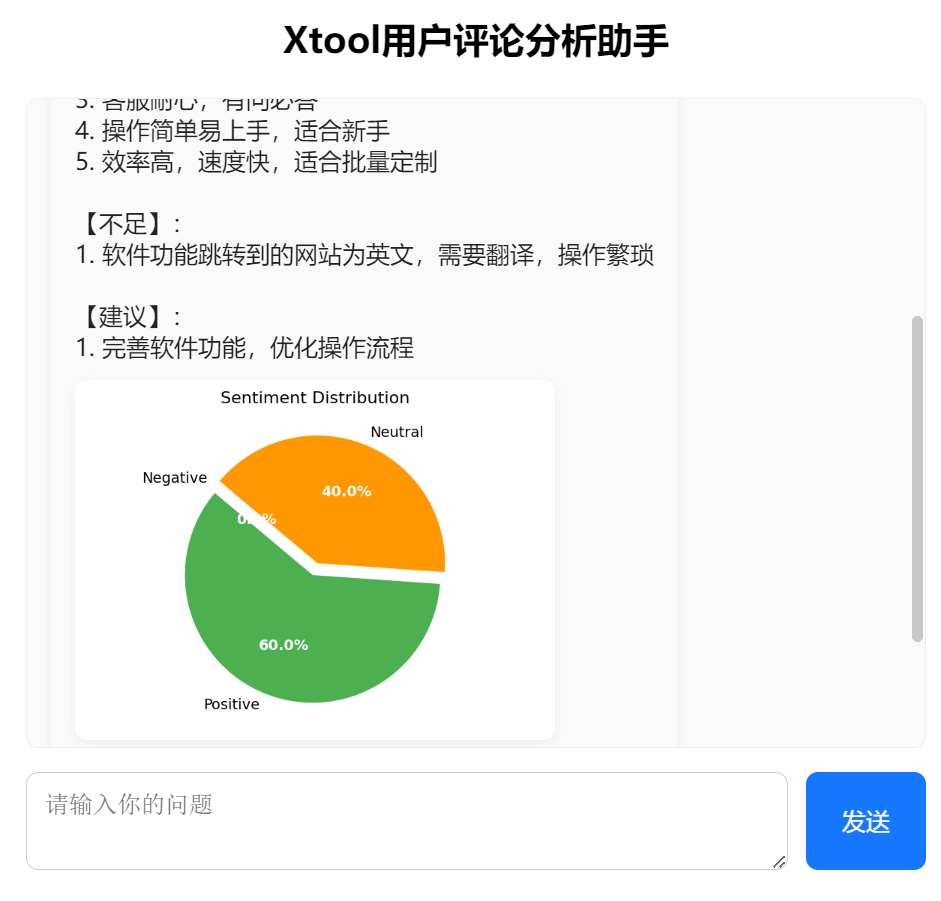 Xtool用户评论分析助手
3. 客服耐心，有问必答
4. 操作简单易上手，适合新手
5. 效率高，速度快，适合批量定制
【不足】:
1. 软件功能跳转到的网站为英文，需要翻译，操作繁琐
【建议】:
1. 完善软件功能，优化操作流程
Sentiment Distribution
Neutral
Negative
40.0%
60.0%
Positive
请输入你的问题
发送